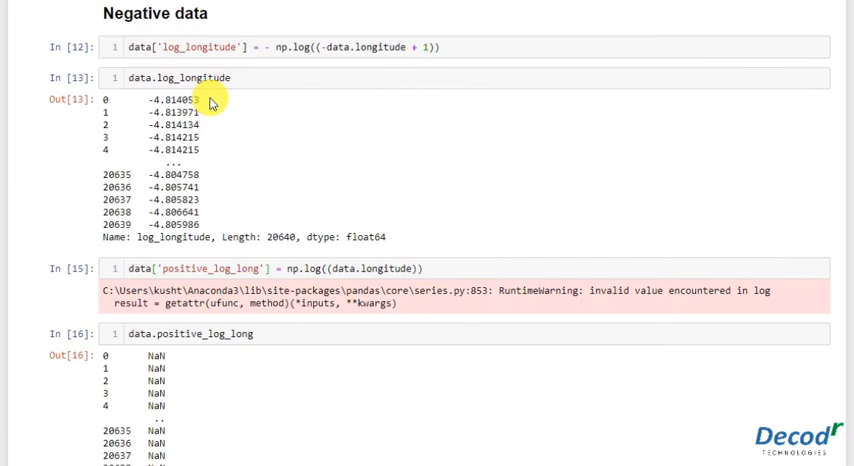 Negative data
In [12]: 1 data['log_longitude'] = - np.log((-data.longitude + 1))
In [13]: 1 data.log_longitude
Out[13]: 0 -4.814053
1 -4.813971
2 -4.814134
3 -4.814215
4 -4.814215
...
20635 -4.804758
20636 -4.805741
20637 -4.805823
20638 -4.806641
20639 -4.805986
Name: log_longitude, Length: 20640, dtype: float64
In [15]: 1 data['positive_log_long'] = np.log((data.longitude))
C:\Users\kusht\Anaconda3\lib\site-packages\pandas\core\series.py:853: RuntimeWarning: invalid value encountered in log
result = getattr(ufunc, method)(*inputs, **kwargs)
In [16]: 1 data.positive_log_long
Out[16]: 0 NaN
1 NaN
2 NaN
3 NaN
4 NaN
..
20635 NaN
20636 NaN
20637 NaN
20638 NaN
Decodr
TECHNOLOGIES